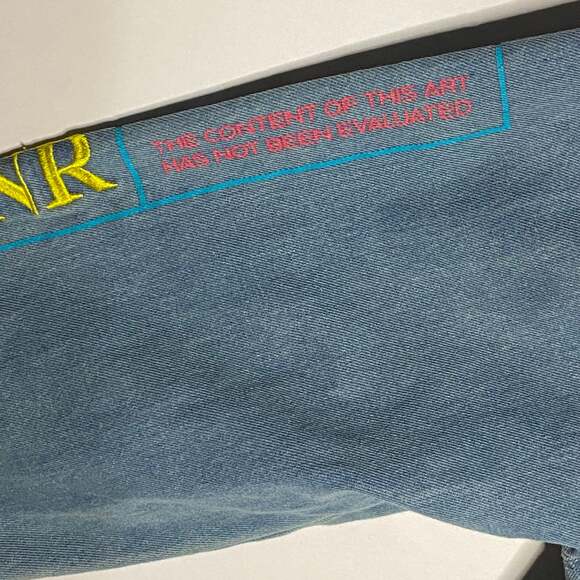 NR
THE CONTENT OF THIS ART
HAS NOT BEEN EVALUATED